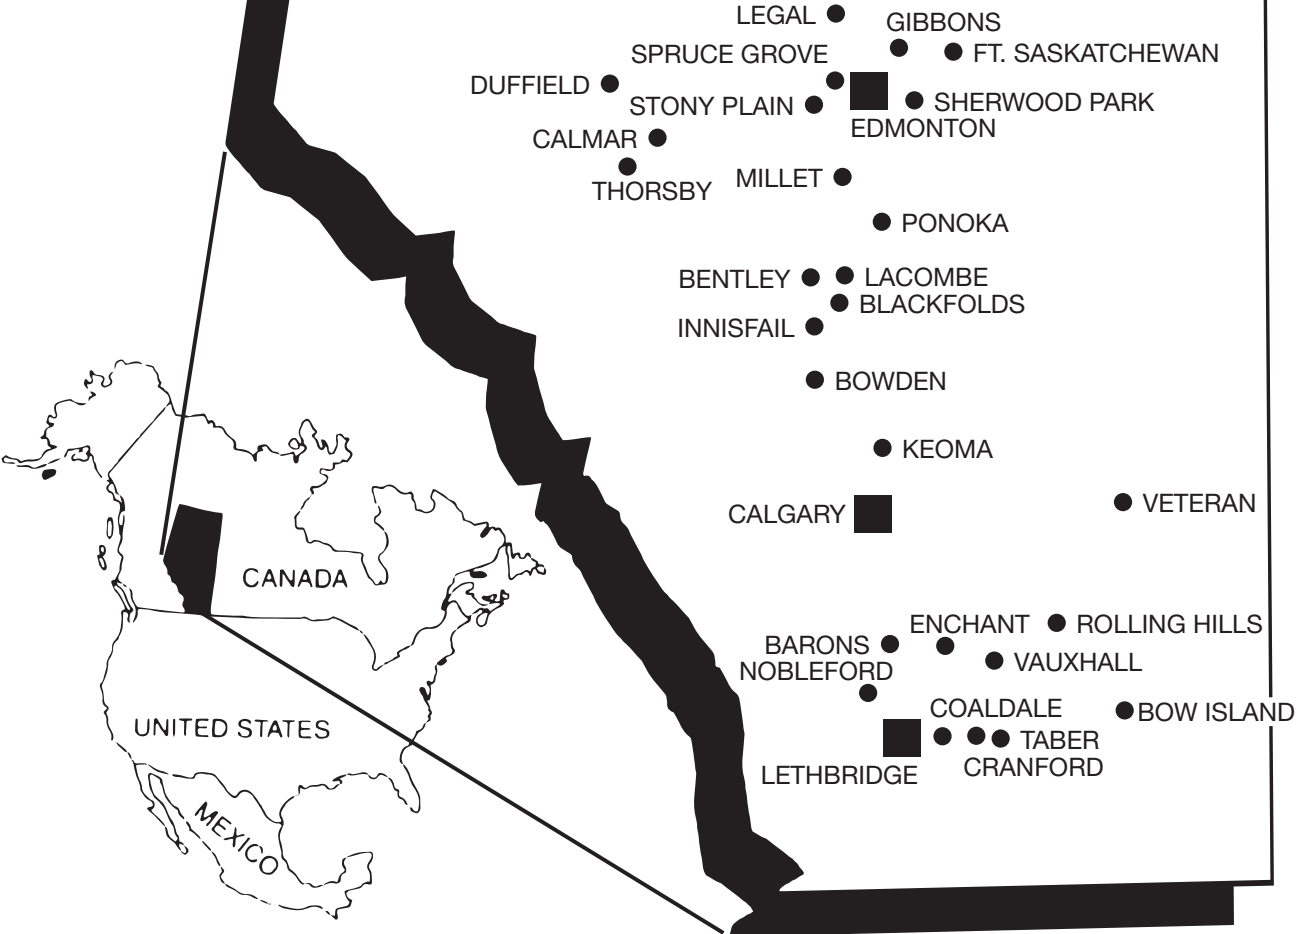 LEGAL
GIBBONS
SPRUCE GROVE
FT. SASKATCHEWAN
DUFFIELD
STONY PLAIN
SHERWOOD PARK
EDMONTON
CALMAR
THORSBY
MILLET
PONOKA
BENTLEY
LACOMBE
BLACKFOLDS
INNISFAIL
BOWDEN
KEOMA
CALGARY
VETERAN
CANADA
ENCHANT
ROLLING HILLS
BARONS
VAUXHALL
NOBLEFORD
COALDALE
BOW ISLAND
UNITED STATES
TABER
CRANFORD
LETHBRIDGE
MEXICO